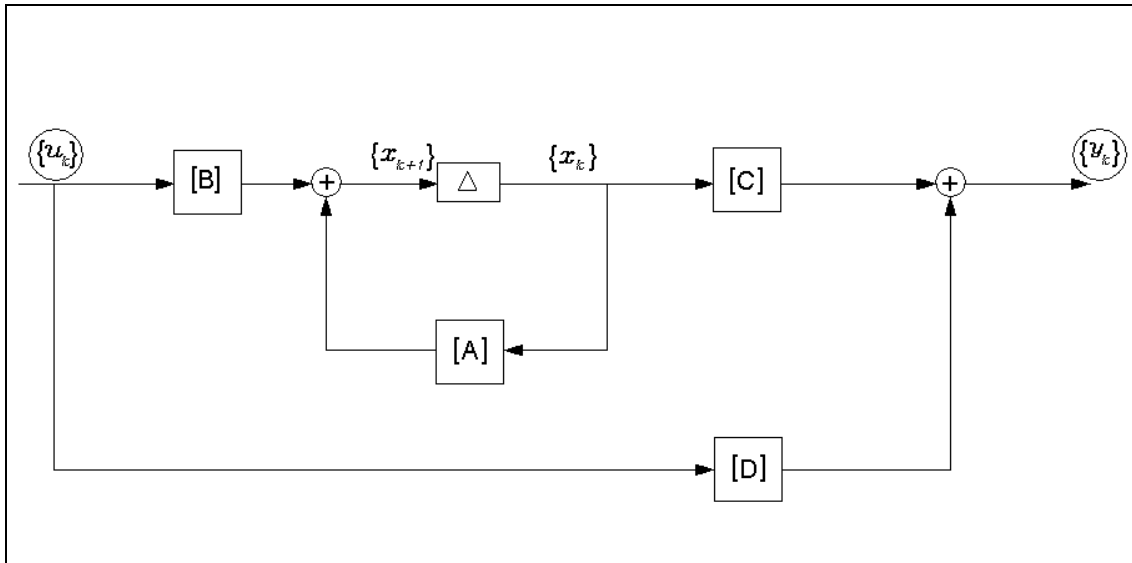 {u_k}
[B]
+
{x_{k+1}}
△
{x_k}
[C]
+
{y_k}
[A]
[D]